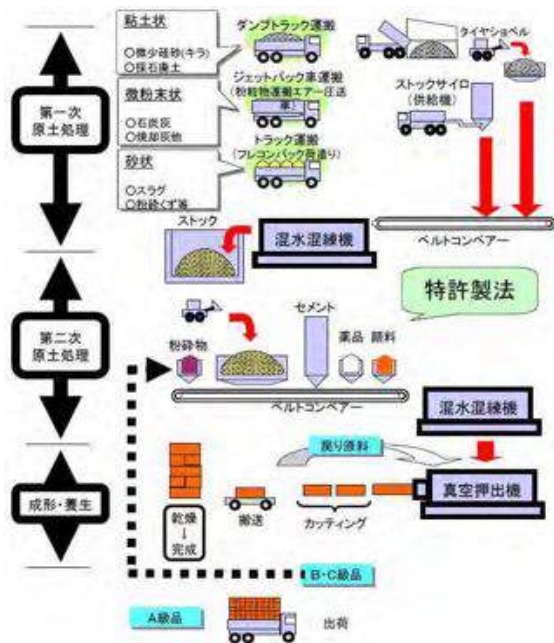 粘土状
○微少硅砂(キラ)
○採石廃土
ダンプトラック運搬
タイヤショベル
第一次
原土処理
微粉末状
○石炭灰
○焼却灰他
ジェットパック車運搬
(粉粒物運搬エアー圧送
車)
ストックサイロ
(供給機)
砂状
○スラグ
○粉砕くず等
トラック運搬
(フレコンバック荷造り)
ストック
混水混練機
ベルトコンベアー
特許製法
第二次
原土処理
粉砕物
セメント
薬品
顔料
ベルトコンベアー
混水混練機
戻り原料
真空押出機
成形・養生
乾燥
↓
完成
搬送
カッティング
B・C級品
A級品
出荷